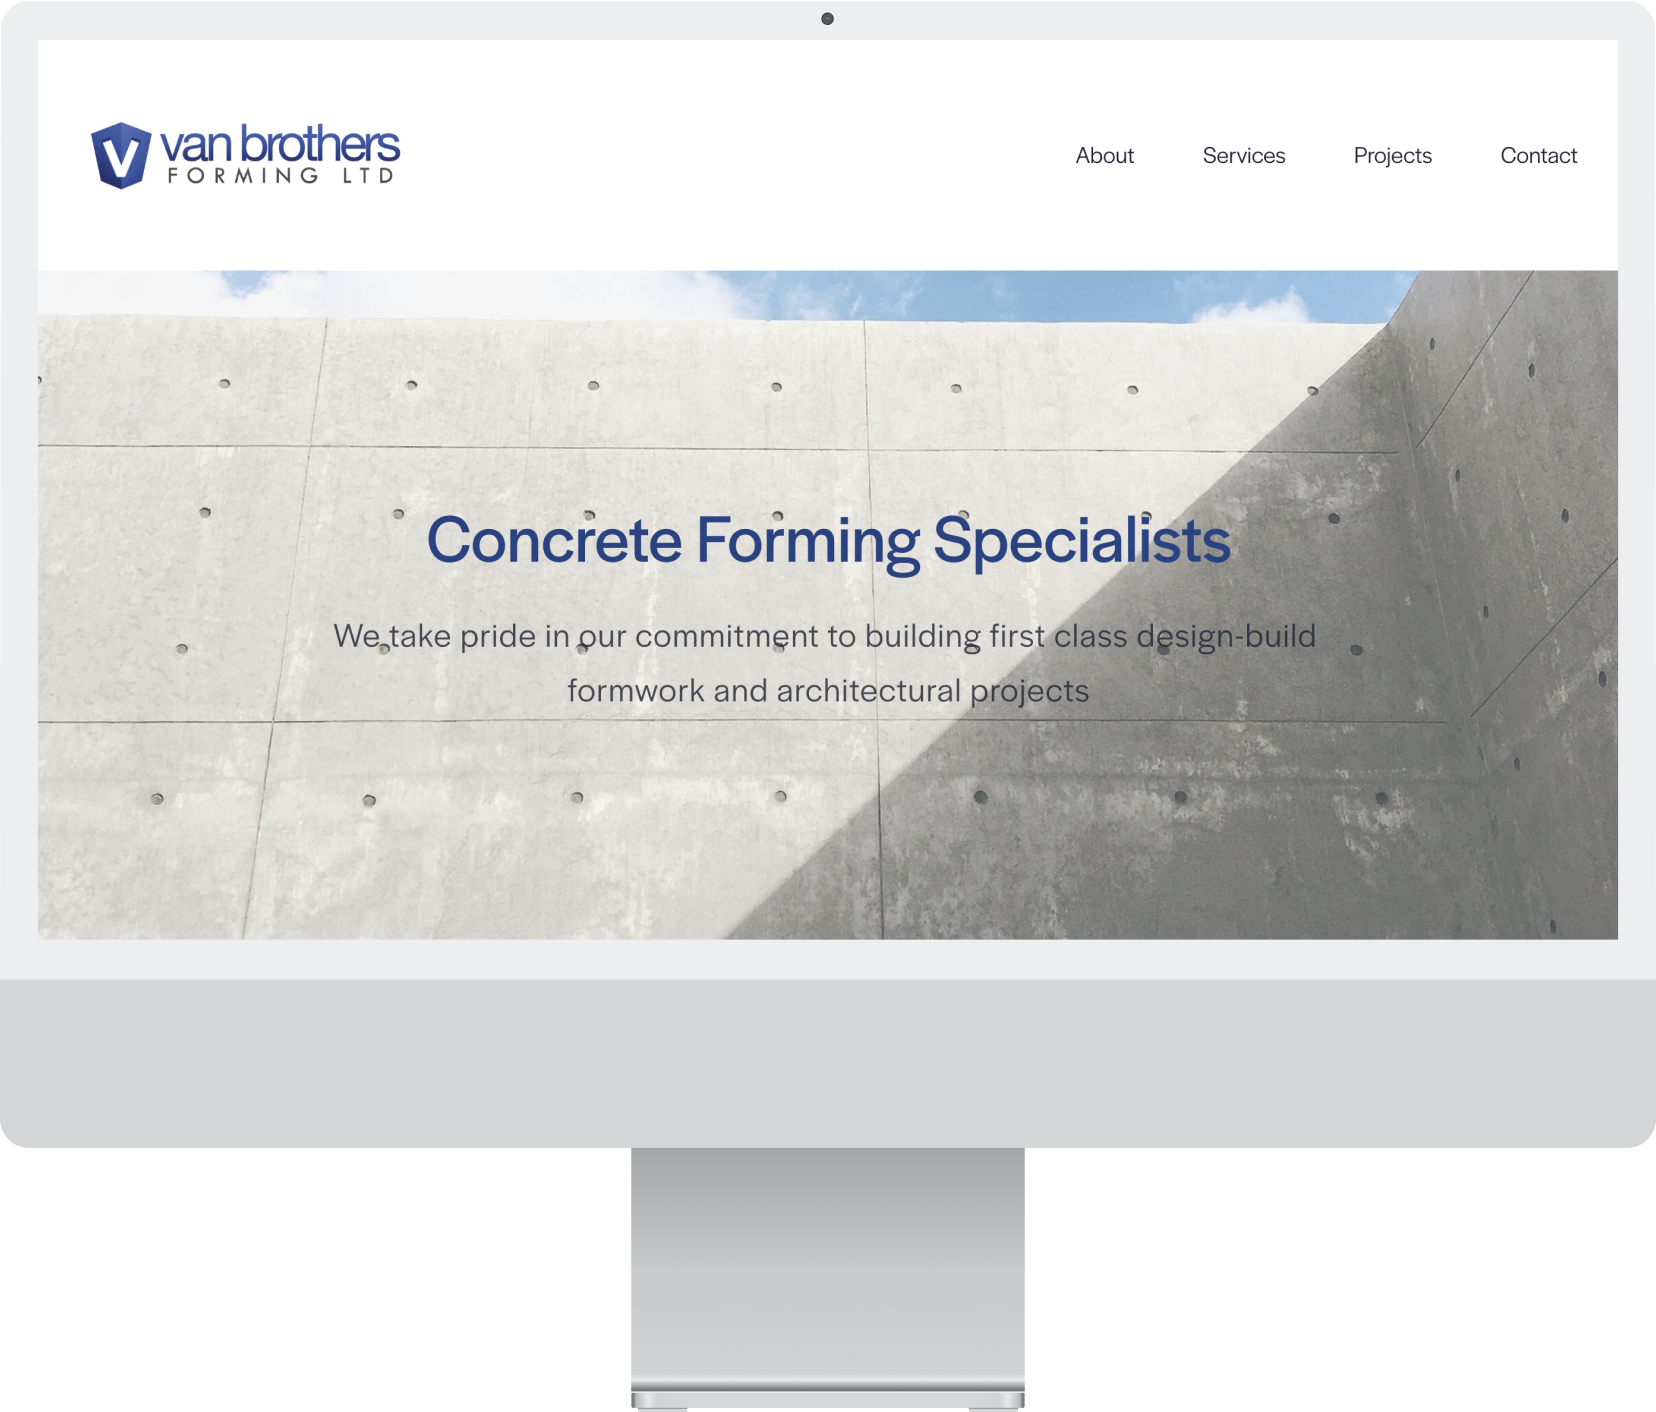 van brothers
FORMING LTD
About Services Projects Contact
Concrete Forming Specialists
We take pride in our commitment to building first class design-build
formwork and architectural projects